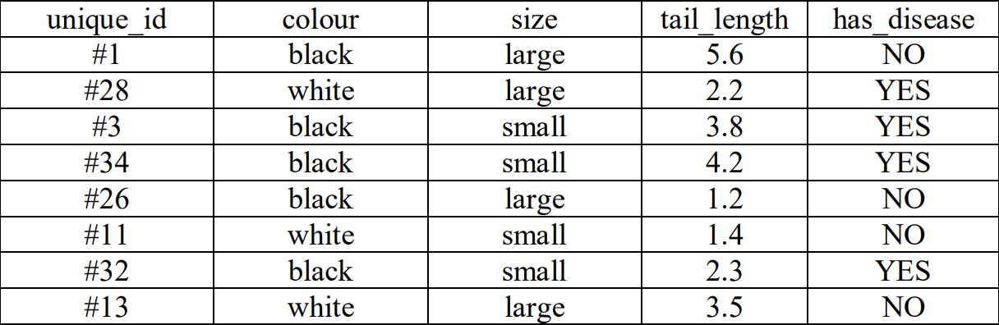 unique_id colour size tail_length has_disease
#1 black large 5.6 NO
#28 white large 2.2 YES
#3 black small 3.8 YES
#34 black small 4.2 YES
#26 black large 1.2 NO
#11 white small 1.4 NO
#32 black small 2.3 YES
#13 white large 3.5 NO